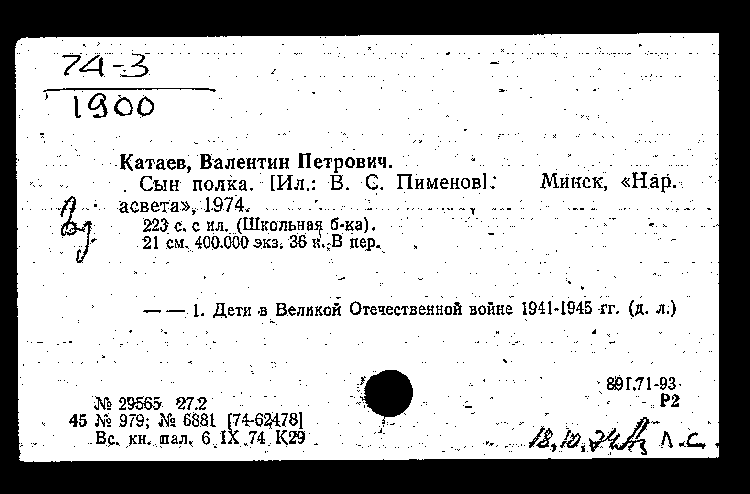 74-3
1900
Катаев, Валентин Петрович.
Сын полка. [Ил.: В. С. Пименов]. Минск, «Нар.
асвета», 1974.
223 с. с ил. (Школьная б-ка).
21 см. 400.000 экз. 36 к. В пер.
— — 1. Дети в Великой Отечественной войне 1941-1945 гг. (д. л.)
891.71-93
Р2
№ 29565 27.2
45 № 979; № 6881 [74-62478]
Вс. кн. пал. 6 IX 74 К29
18.10.74